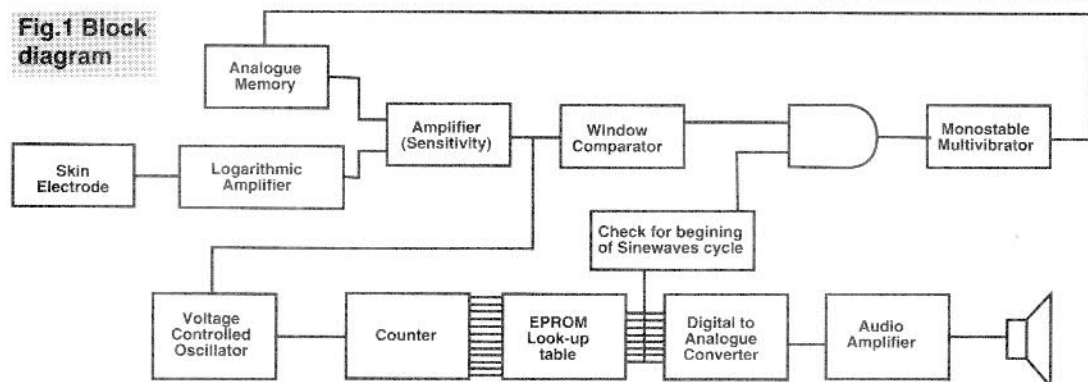 Fig.1 Block
diagram
Analogue
Memory
Amplifier
(Sensitivity)
Window
Comparator
Monostable
Multivibrator
Skin
Electrode
Logarithmic
Amplifier
Check for begining
of Sinewaves cycle
Voltage
Controlled
Oscillator
Counter
EPROM
Look-up
table
Digital to
Analogue
Converter
Audio
Amplifier